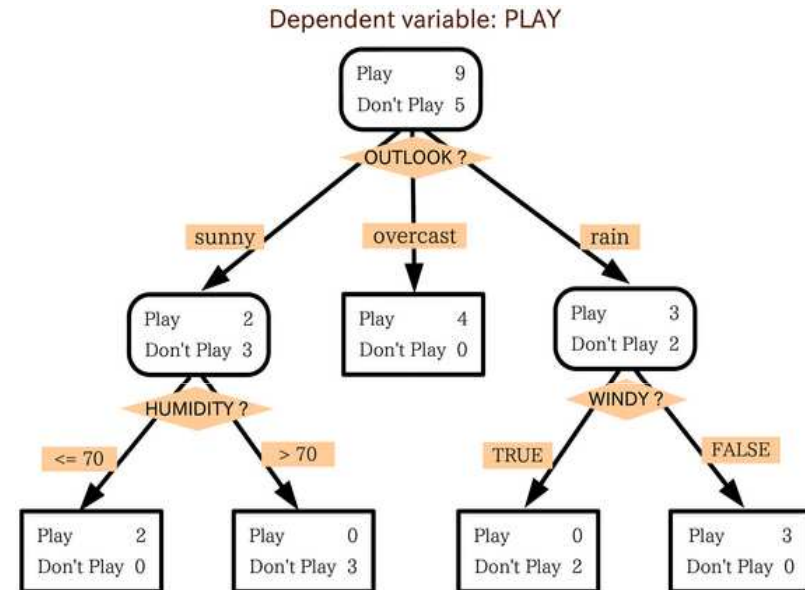 Dependent variable: PLAY
Play 9
Don't Play 5
OUTLOOK ?
sunny
overcast
rain
Play 2
Don't Play 3
Play 4
Don't Play 0
Play 3
Don't Play 2
HUMIDITY ?
WINDY ?
<= 70
> 70
TRUE
FALSE
Play 2
Don't Play 0
Play 0
Don't Play 3
Play 0
Don't Play 2
Play 3
Don't Play 0